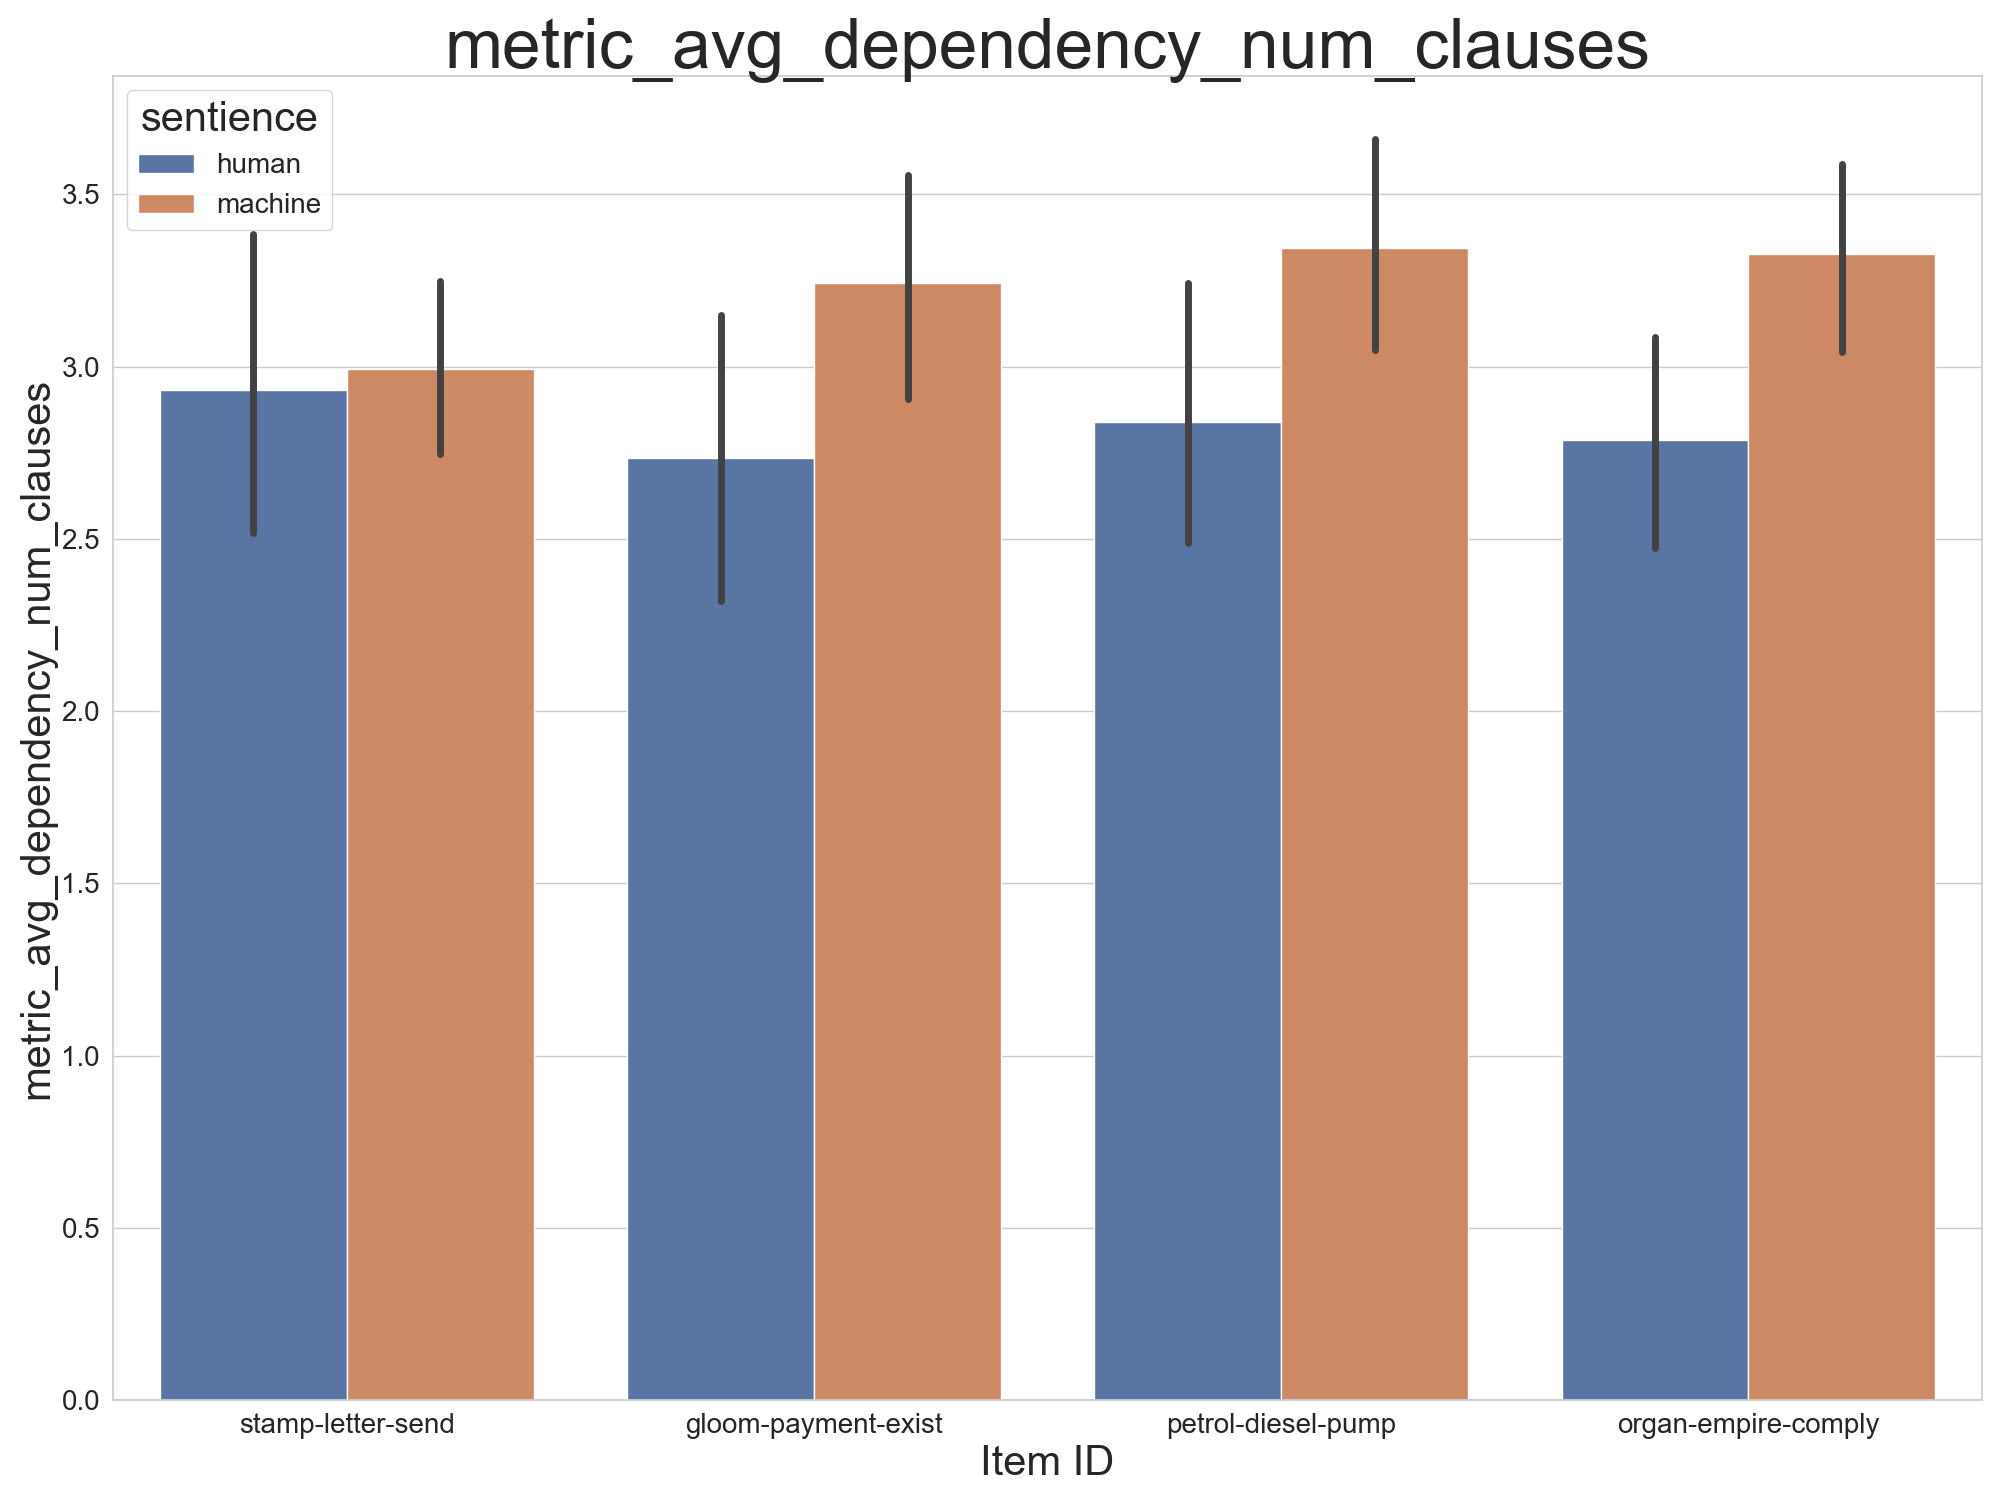 metric_avg_dependency_num_clauses
sentience
human
machine
metric_avg_dependency_num_clauses
3.5
3.0
2.5
2.0
1.5
1.0
0.5
0.0
stamp-letter-send
gloom-payment-exist
petrol-diesel-pump
organ-empire-comply
Item ID